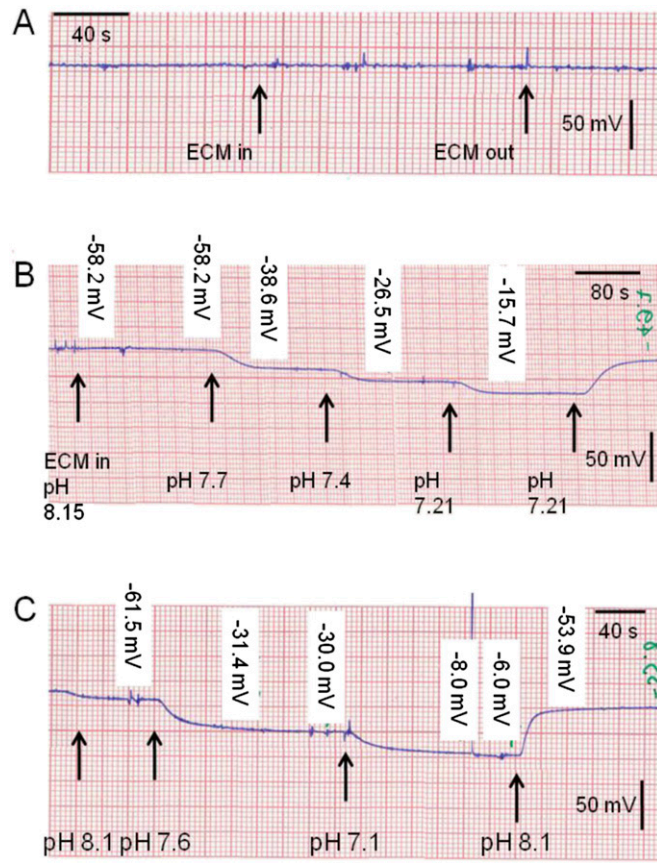 A
40 s
ECM in
ECM out
50 mV
B
-58.2 mV
-58.2 mV
-38.6 mV
-26.5 mV
-15.7 mV
80 s
50 mV
ECM in
pH
8.15
pH 7.7
pH 7.4
pH
7.21
pH
7.21
C
-61.5 mV
-31.4 mV
-30.0 mV
-8.0 mV
-6.0 mV
-53.9 mV
40 s
50 mV
pH 8.1
pH 7.6
pH 7.1
pH 8.1